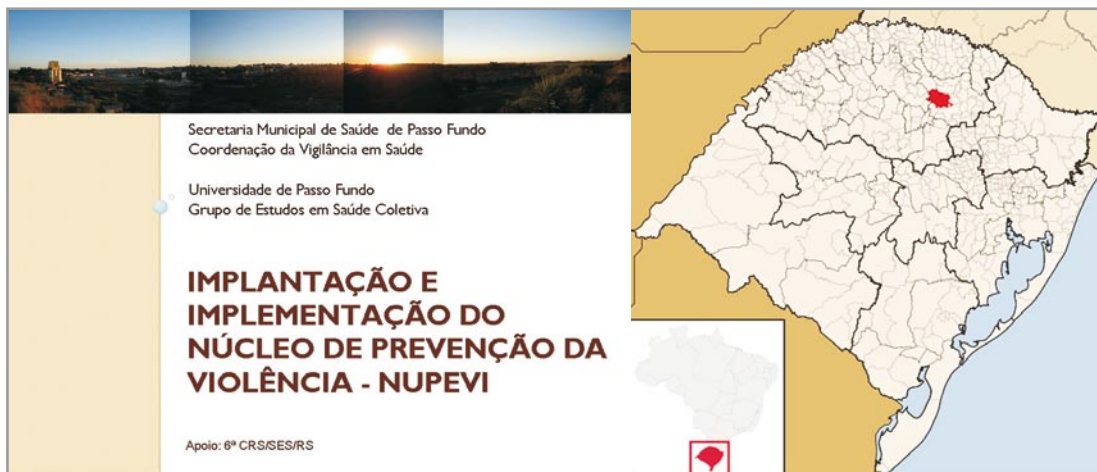 Secretaria Municipal de Saúde de Passo Fundo
Coordenação da Vigilância em Saúde
Universidade de Passo Fundo
Grupo de Estudos em Saúde Coletiva
IMPLANTAÇÃO E
IMPLEMENTAÇÃO DO
NÚCLEO DE PREVENÇÃO DA
VIOLÊNCIA - NUPEVI
Apoio: 6ª CRS/SES/RS